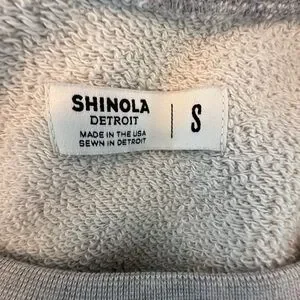 SHINOLA
DETROIT
MADE IN THE USA
SEWN IN DETROIT
S